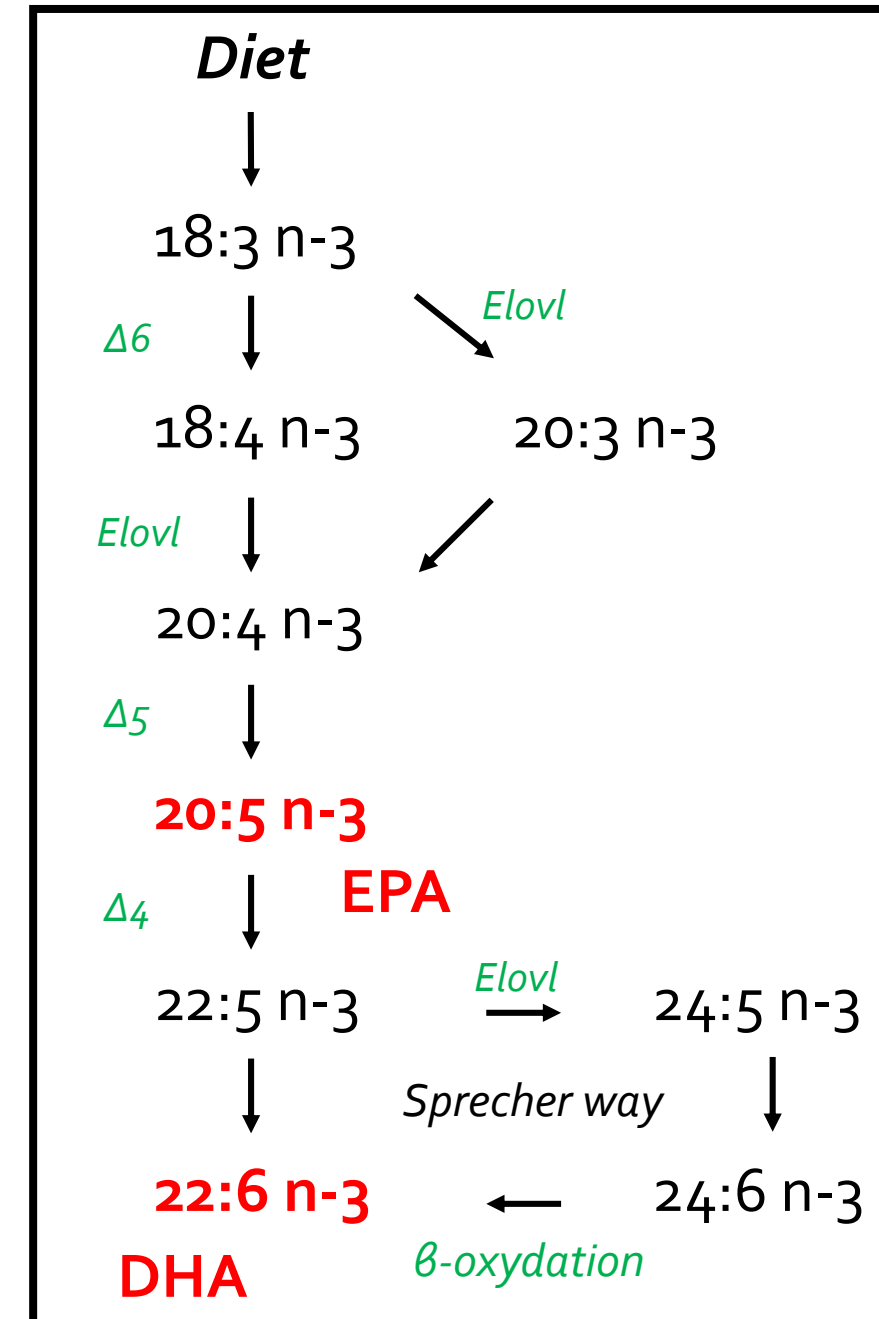 Diet
18:3 n-3
Elovl
Δ6
18:4 n-3 20:3 n-3
Elovl
20:4 n-3
Δ5
20:5 n-3
EPA
Δ4
Elovl
22:5 n-3 24:5 n-3
Sprecher way
22:6 n-3 24:6 n-3
β-oxydation
DHA